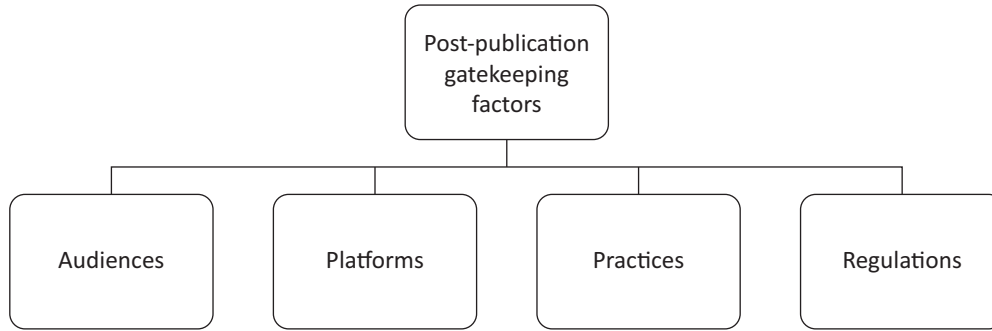 Post-publication
gatekeeping
factors
Audiences
Platforms
Practices
Regulations